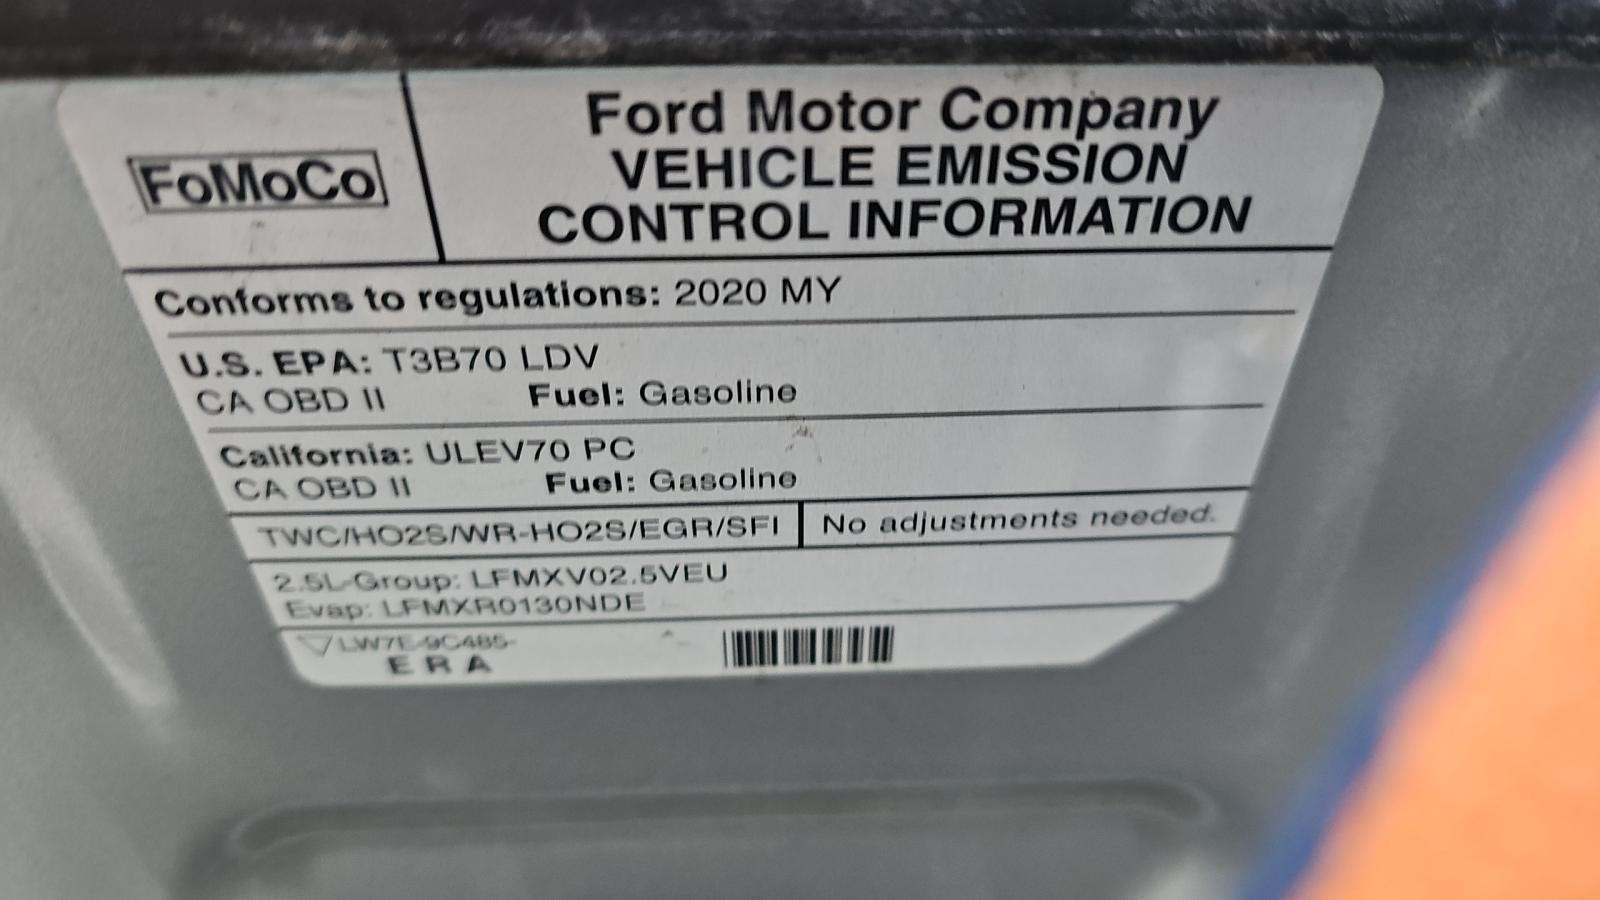 FoMoCo
Ford Motor Company
VEHICLE EMISSION
CONTROL INFORMATION
Conforms to regulations: 2020 MY
U.S. EPA: T3B70 LDV
CA OBD II Fuel: Gasoline
California: ULEV70 PC
CA OBD II Fuel: Gasoline
TWC/HO2S/WR-HO2S/EGR/SFI No adjustments needed.
2.5L-Group: LFMXV02.5VEU
Evap: LFMXR0130NDE
LW7E-9C485-
E R A